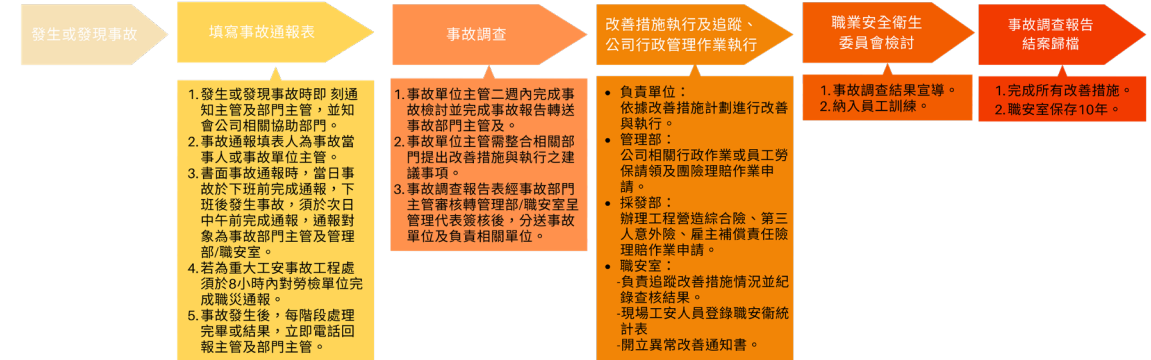 發生或發現事故
填寫事故通報表
1.發生或發現事故時即 刻通
知主管及部門主管，並知
會公司相關協助部門。
2.事故通報填表人為事故當
事人或事故單位主管。
3.書面事故通報時，當日事
故於下班前完成通報，下
班後發生事故，須於次日
中午前完成通報，通報對
象為事故部門主管及管理
部/職安室。
4.若為重大工安事故工程處
須於8小時內對勞檢單位完
成職災通報。
5.事故發生後，每階段處理
完畢或結果，立即電話回
報主管及部門主管。
事故調查
1.事故單位主管二週內完成事
故檢討並完成事故報告轉送
事故部門主管及。
2.事故單位主管需整合相關部
門提出改善措施與執行之建
議事項。
3.事故調查報告表經事故部門
主管審核轉管理部/職安室呈
管理代表簽核後，分送事故
單位及負責相關單位。
改善措施執行及追蹤、
公司行政管理作業執行
• 負責單位：
依據改善措施計劃進行改善
與執行。
• 管理部：
公司相關行政作業或員工勞
保請領及團險理賠作業申
請。
• 採發部：
辦理工程營造綜合險、第三
人意外險、雇主補償責任險
理賠作業申請。
• 職安室：
-負責追蹤改善措施情況並紀
錄查核結果。
-現場工安人員登錄職安衞統
計表
-開立異常改善通知書。
職業安全衛生
委員會檢討
1.事故調查結果宣導。
2.納入員工訓練。
事故調查報告
結案歸檔
1.完成所有改善措施。
2.職安室保存10年。